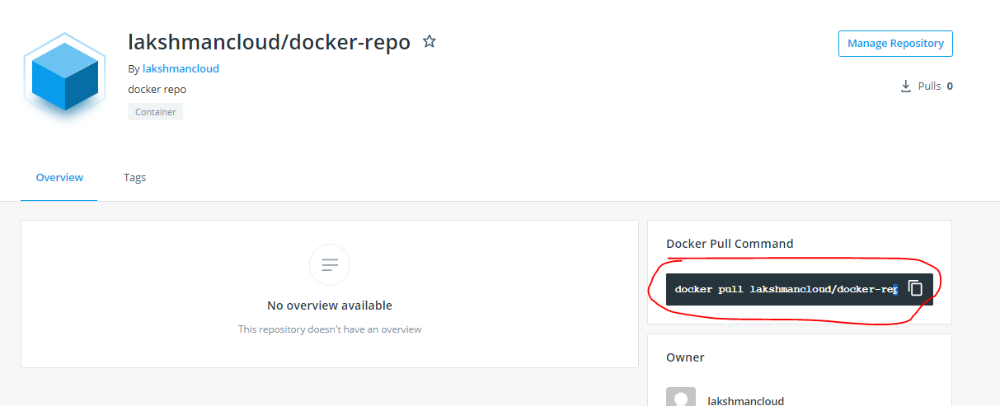 lakshmancloud/docker-repo
Manage Repository
By lakshmancloud
docker repo
Pulls 0
Container
Overview
Tags
Docker Pull Command
docker pull lakshmancloud/docker-rep
No overview available
This repository doesn't have an overview
Owner
lakshmancloud